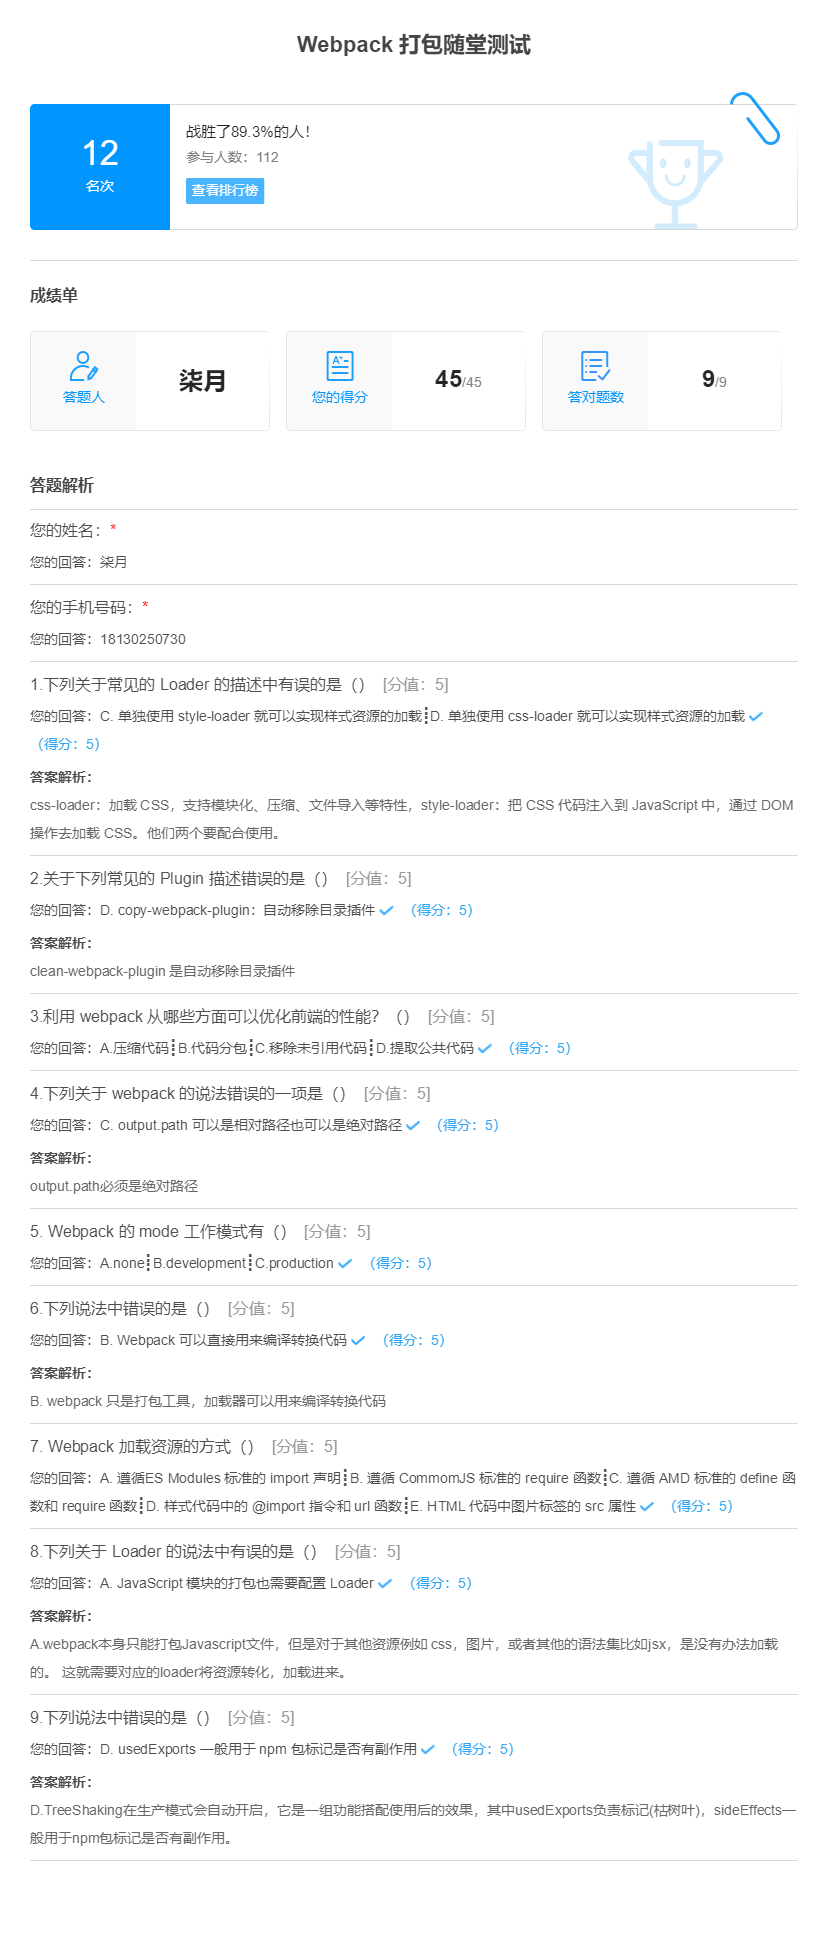 Webpack 打包随堂测试
12
名次
战胜了89.3%的人!
参与人数：112
查看排行榜
成绩单
答题人
柒月
您的得分
45/45
答对题数
9/9
答题解析
您的姓名：*
您的回答：柒月
您的手机号码：*
您的回答：18130250730
1.下列关于常见的 Loader 的描述中有误的是（） [分值：5]
您的回答：C. 单独使用 style-loader 就可以实现样式资源的加载┋D. 单独使用 css-loader 就可以实现样式资源的加载
（得分：5）
答案解析：
css-loader：加载 CSS，支持模块化、压缩、文件导入等特性，style-loader：把 CSS 代码注入到 JavaScript 中，通过 DOM
操作去加载 CSS。他们两个要配合使用。
2.关于下列常见的 Plugin 描述错误的是（） [分值：5]
您的回答：D. copy-webpack-plugin：自动移除目录插件 （得分：5）
答案解析：
clean-webpack-plugin 是自动移除目录插件
3.利用 webpack 从哪些方面可以优化前端的性能？（） [分值：5]
您的回答：A.压缩代码┋B.代码分包┋C.移除未引用代码┋D.提取公共代码 （得分：5）
4.下列关于 webpack 的说法错误的一项是（） [分值：5]
您的回答：C. output.path 可以是相对路径也可以是绝对路径 （得分：5）
答案解析：
output.path必须是绝对路径
5. Webpack 的 mode 工作模式有（） [分值：5]
您的回答：A.none┋B.development┋C.production （得分：5）
6.下列说法中错误的是（） [分值：5]
您的回答：B. Webpack 可以直接用来编译转换代码 （得分：5）
答案解析：
B. webpack 只是打包工具，加载器可以用来编译转换代码
7. Webpack 加载资源的方式（） [分值：5]
您的回答：A. 遵循ES Modules 标准的 import 声明┋B. 遵循 CommomJS 标准的 require 函数┋C. 遵循 AMD 标准的 define 函
数和 require 函数┋D. 样式代码中的 @import 指令和 url 函数┋E. HTML 代码中图片标签的 src 属性 （得分：5）
8.下列关于 Loader 的说法中有误的是（） [分值：5]
您的回答：A. JavaScript 模块的打包也需要配置 Loader （得分：5）
答案解析：
A.webpack本身只能打包Javascript文件，但是对于其他资源例如 css，图片，或者其他的语法集比如jsx，是没有办法加载
的。 这就需要对应的loader将资源转化，加载进来。
9.下列说法中错误的是（） [分值：5]
您的回答：D. usedExports 一般用于 npm 包标记是否有副作用 （得分：5）
答案解析：
D.TreeShaking在生产模式会自动开启，它是一组功能搭配使用后的效果，其中usedExports负责标记(枯树叶)，sideEffects一
般用于npm包标记是否有副作用。